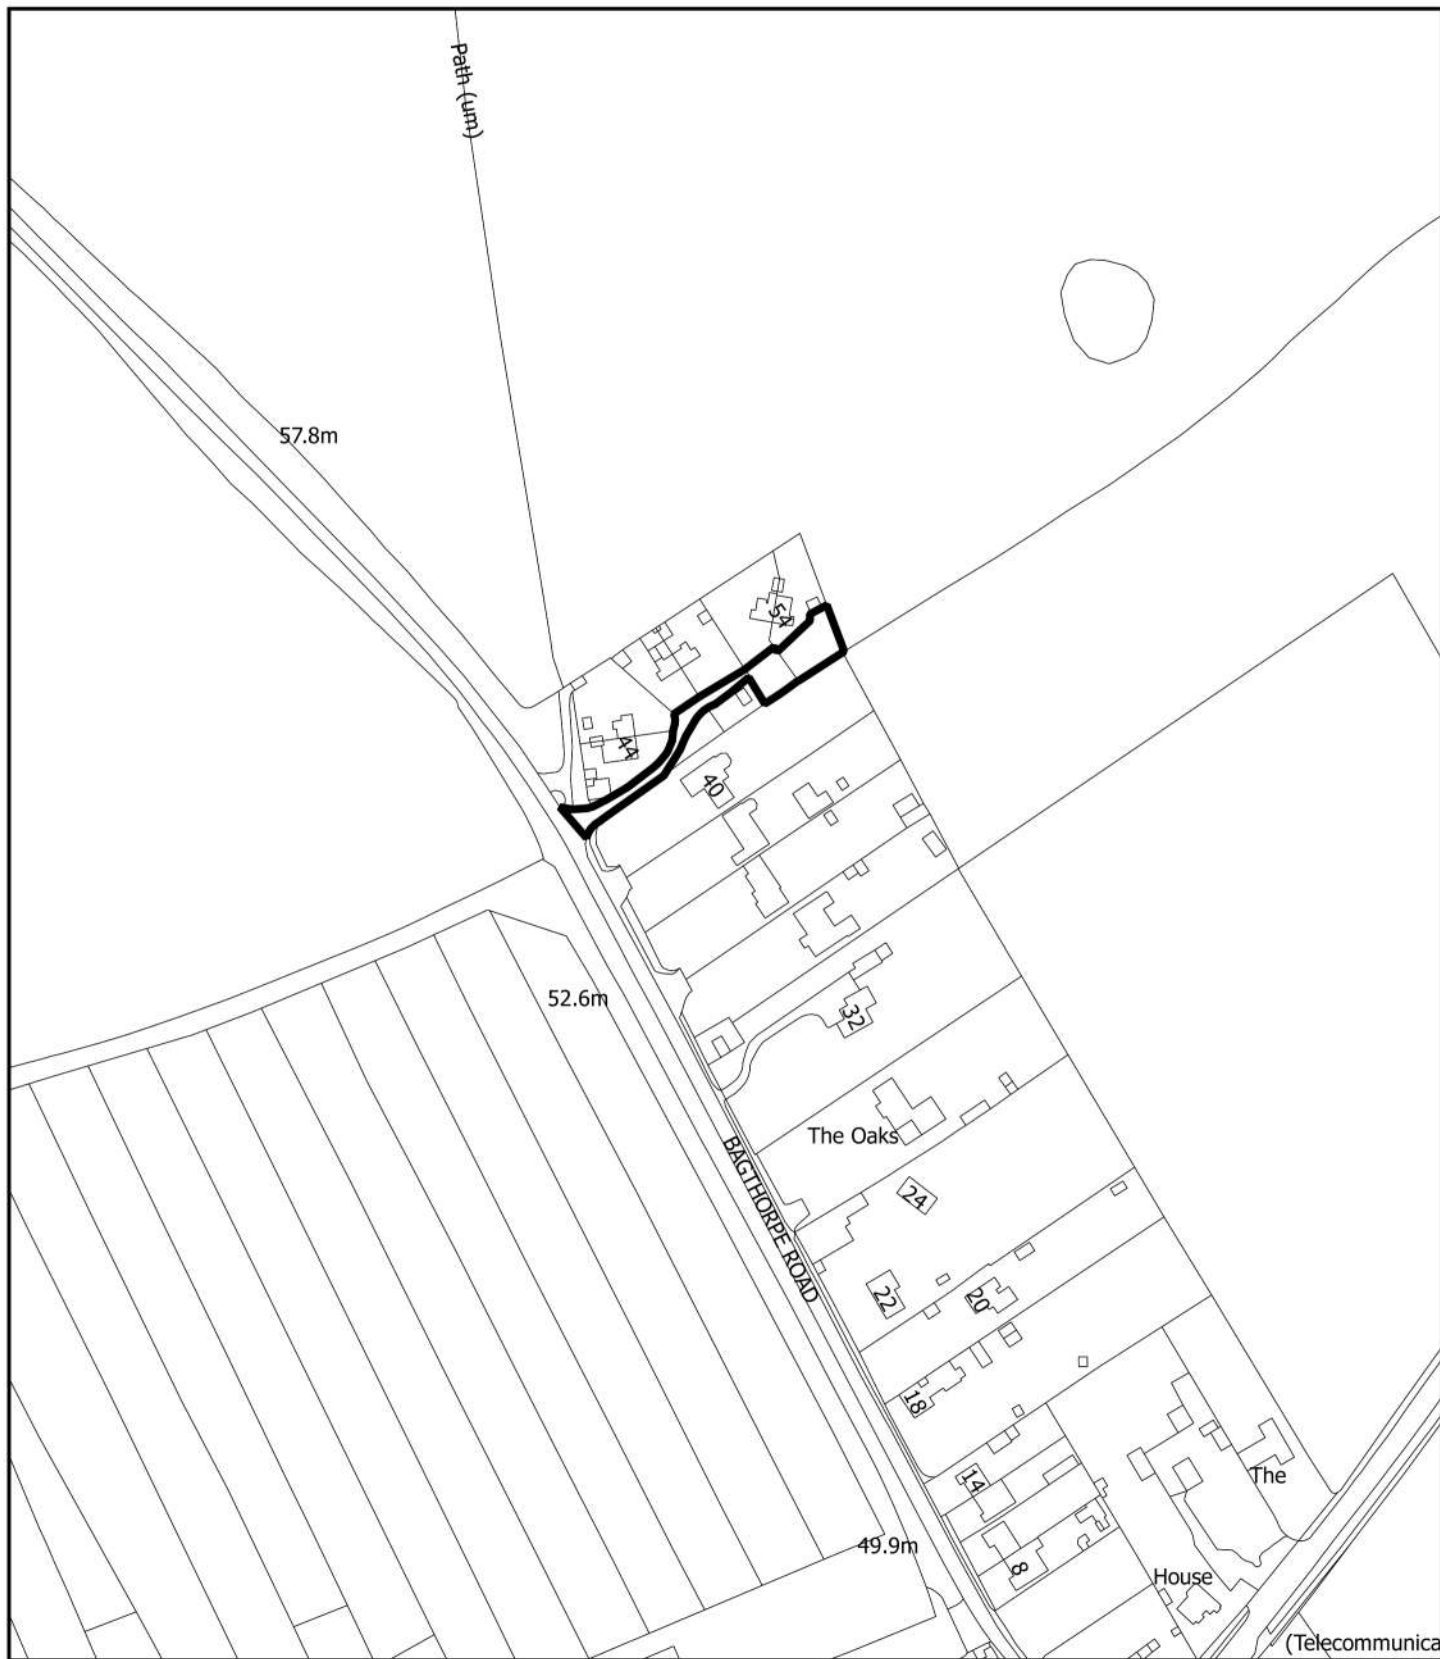 Path (um)
57.8m
54
44
40
52.6m
32
The Oaks
BAGTHORPE ROAD
24
22
20
18
14
The
49.9m
8
House
(Telecommunica